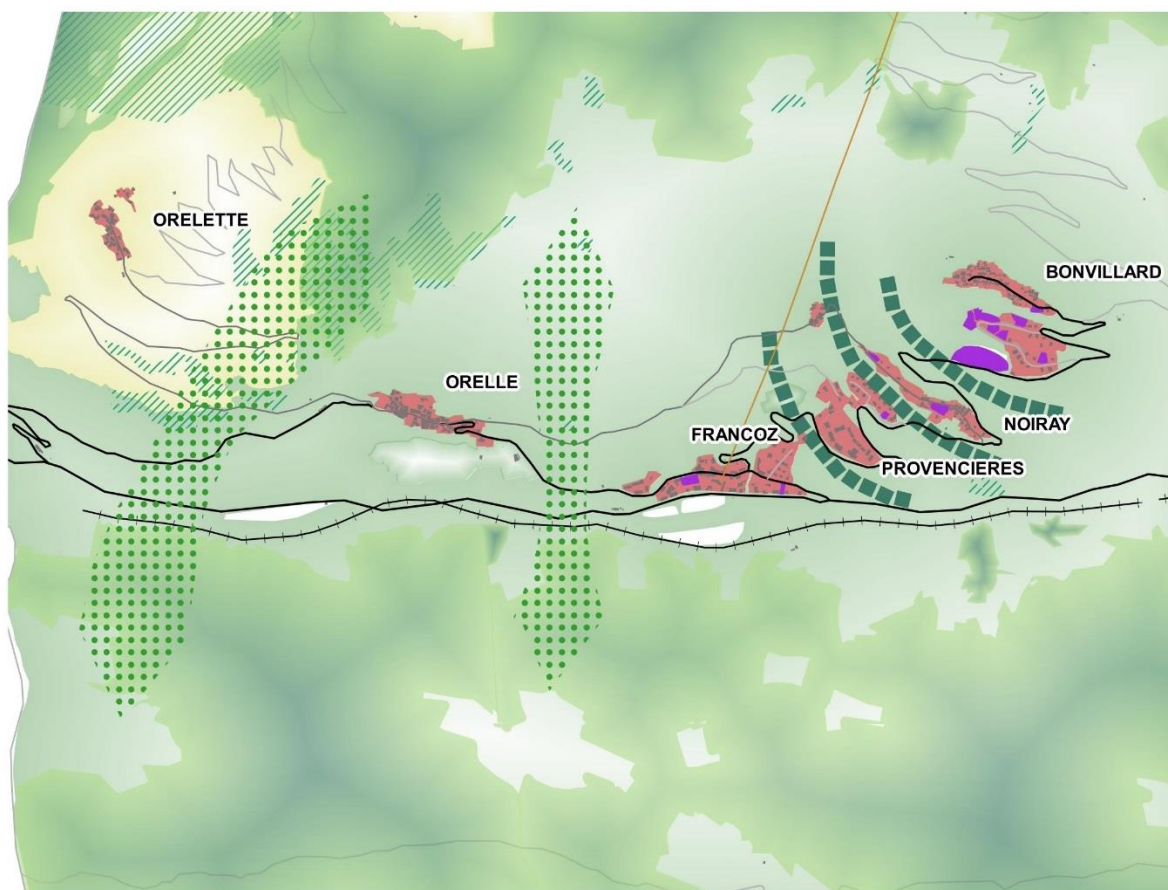 ORELETTE
BONVILLARD
ORELLE
NOIRAY
FRANCOZ
PROVENCIERES